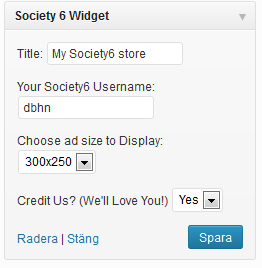 Society 6 Widget
Title: My Society6 store
Your Society6 Username:
dbhn
Choose ad size to Display:
300x250
Credit Us? (We'll Love You!) Yes
Radera | Stäng Spara